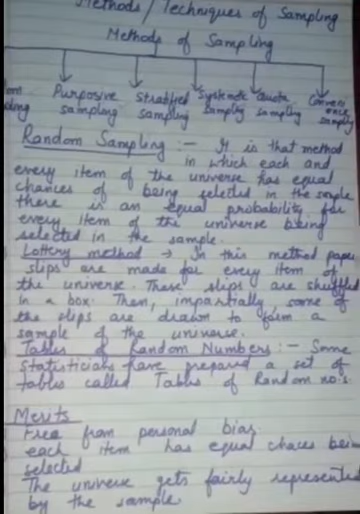 Methods/Techniques of Sampling
Methods of Sampling
Purposive Stratified Systematic Quota
sampling sampling sampling sampling sampling
Random Sampling :- It is that method
in which each and
every item of the universe has equal
chances of being selected in the sample
there is an equal probability for
every item of the universe being
selected in the sample.
Lottery method → In this method paper
slips are made for every item of
the universe. These slips are shuffled
in a box. Then, impartially some of
the slips are drawn to form a
sample of the universe.
Tables of Random Numbers :- Some
Statisticians have prepared a set of
tables called Tables of Random no.s.
Merits
Free from personal bias.
each item has equal chaces bein
selected
The universe gets fairly represented
by the sample.